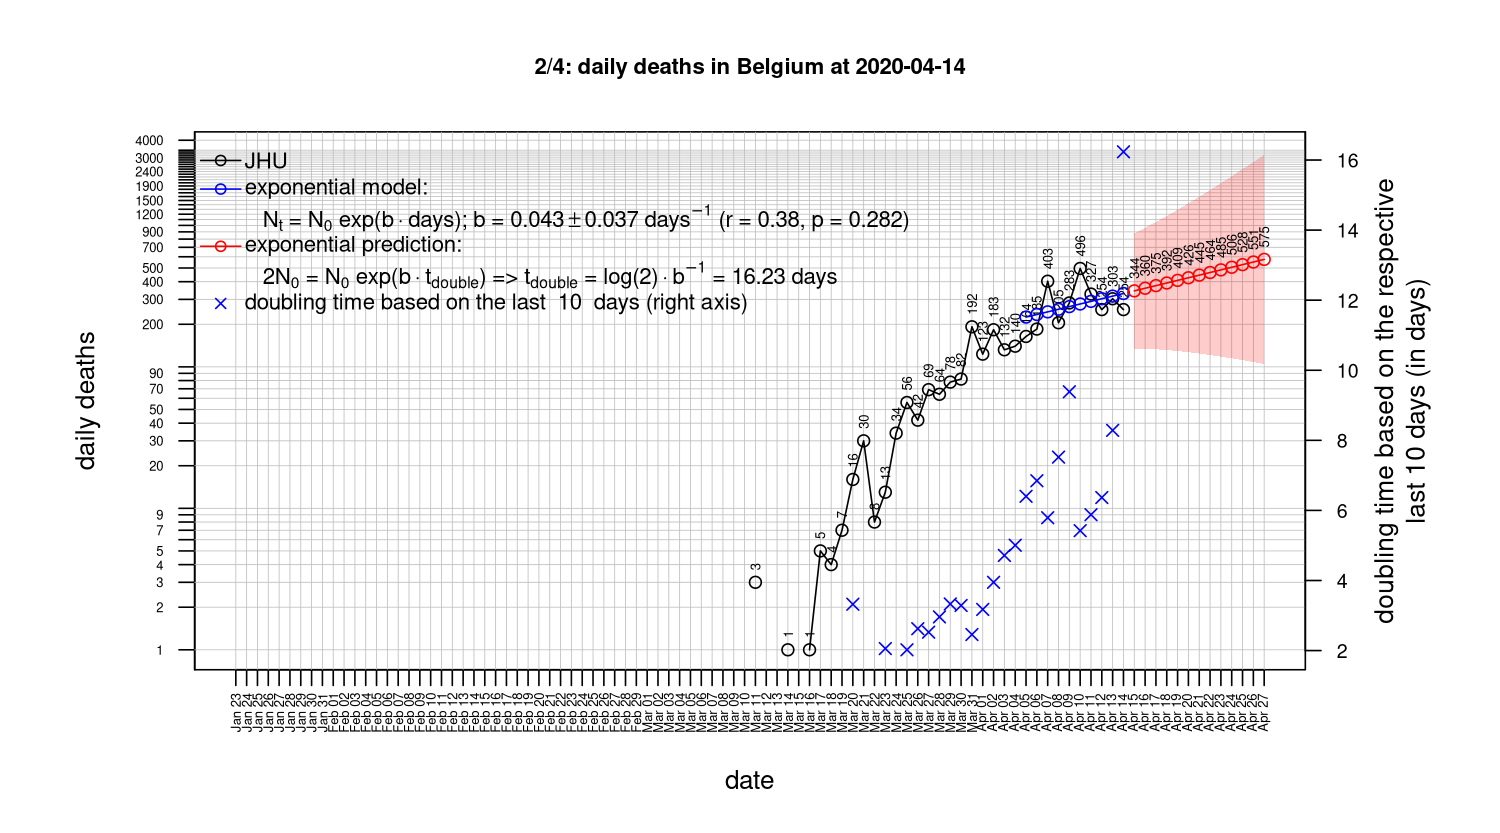 2/4: daily deaths in Belgium at 2020-04-14
4000
3000
2400
1900
1500
1200
900
700
500
400
300
200
90
70
50
40
30
20
9
7
5
4
3
2
1
daily deaths
JHU
exponential model:
Nt = N0 exp(b · days); b = 0.043 ± 0.037 days−1 (r = 0.38, p = 0.282)
exponential prediction:
2N0 = N0 exp(b · tdouble) => tdouble = log(2) · b−1 = 16.23 days
doubling time based on the last 10 days (right axis)
3
1
1
5
4
7
16
30
8
13
34
56
42
69
64
78
82
192
123
183
132
140
403
283
496
327
303
254
344
360
375
392
409
426
445
464
485
506
528
551
575
16
14
12
10
8
6
4
2
doubling time based on the respective
last 10 days (in days)
Jan 23
Jan 24
Jan 25
Jan 26
Jan 27
Jan 28
Jan 29
Jan 30
Jan 31
Feb 01
Feb 02
Feb 03
Feb 04
Feb 05
Feb 06
Feb 07
Feb 08
Feb 09
Feb 10
Feb 11
Feb 12
Feb 13
Feb 14
Feb 15
Feb 16
Feb 17
Feb 18
Feb 19
Feb 20
Feb 21
Feb 22
Feb 23
Feb 24
Feb 25
Feb 26
Feb 27
Feb 28
Feb 29
Mar 01
Mar 02
Mar 03
Mar 04
Mar 05
Mar 06
Mar 07
Mar 08
Mar 09
Mar 10
Mar 11
Mar 12
Mar 13
Mar 14
Mar 15
Mar 16
Mar 17
Mar 18
Mar 19
Mar 20
Mar 21
Mar 22
Mar 23
Mar 24
Mar 25
Mar 26
Mar 27
Mar 28
Mar 29
Mar 30
Mar 31
Apr 01
Apr 02
Apr 03
Apr 04
Apr 05
Apr 06
Apr 07
Apr 08
Apr 09
Apr 10
Apr 11
Apr 12
Apr 13
Apr 14
Apr 15
Apr 16
Apr 17
Apr 18
Apr 19
Apr 20
Apr 21
Apr 22
Apr 23
Apr 24
Apr 25
Apr 26
Apr 27
date